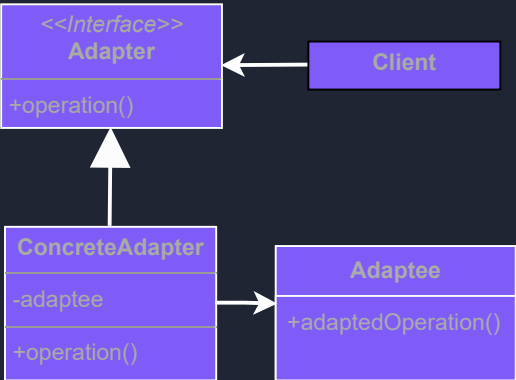 <<Interface>>
Adapter
+operation()
Client
ConcreteAdapter
-adaptee
+operation()
Adaptee
+adaptedOperation()